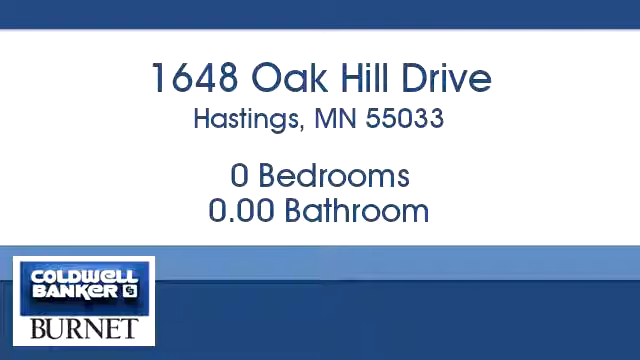 1648 Oak Hill Drive
Hastings, MN 55033
0 Bedrooms
0.00 Bathroom
COLDWELL
BANKER
BURNET